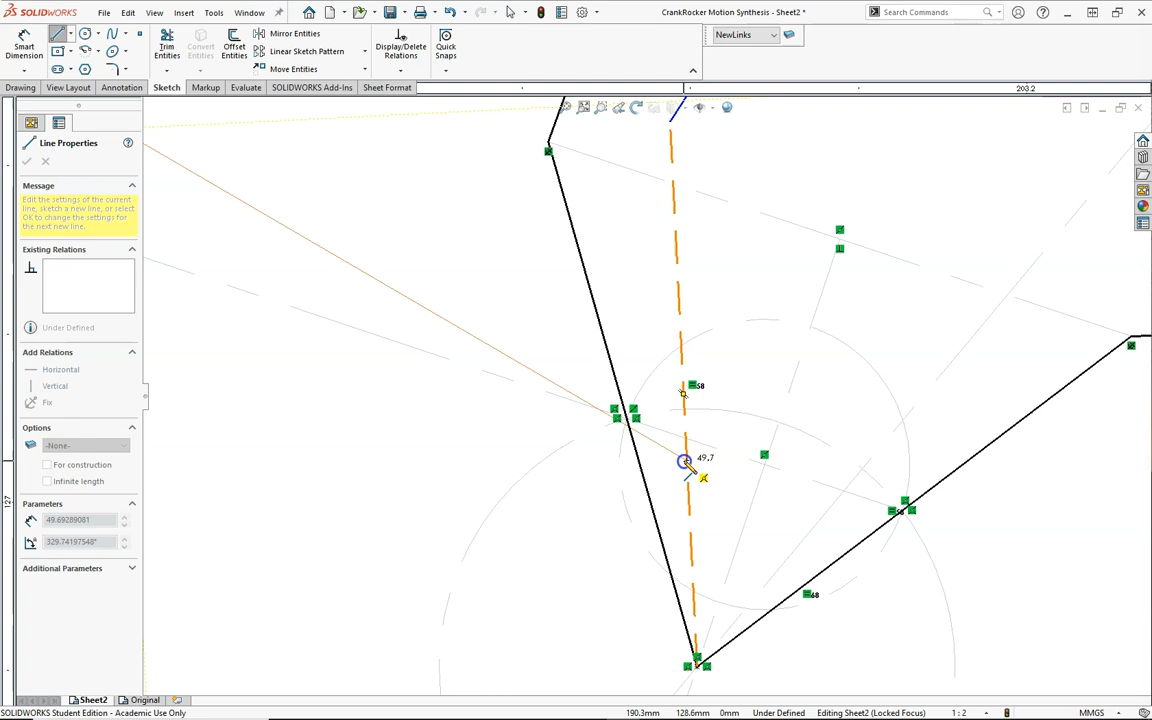 SOLIDWORKS
File Edit View Insert Tools Sheet
CrankRocker Motion Synthesis - Sheet2 *
Search Commands
Smart Dimension
Trim Entities
Convert Entities
Offset Entities
Mirror Entities
Linear Sketch Pattern
Move Entities
Display/Delete Relations
Quick Snaps
NewLinks
Drawing View Layout Annotation Sketch Markup Evaluate SOLIDWORKS Add-Ins Sheet Format
203.2
Line Properties
Message
Edit the settings of the current
line, sketch a new line, or select
OK to change the settings for
the next new line.
Existing Relations
Under Defined
Add Relations
Horizontal
Vertical
Fix
Options
-None-
For construction
Infinite length
Parameters
49.69289081
329.74197548°
Additional Parameters
127
58
49.7
Sheet2 Original
SOLIDWORKS Student Edition - Academic Use Only
190.3mm 128.6mm 0mm Under Defined Editing Sheet2 (Locked Focus) 1 : 2 MMGS